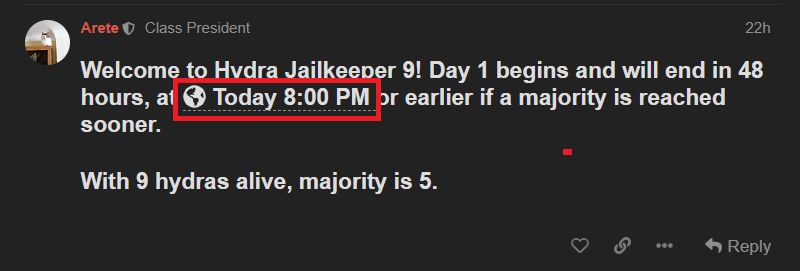 Arete Class President 22h
Welcome to Hydra Jailkeeper 9! Day 1 begins and will end in 48
hours, at Today 8:00 PM or earlier if a majority is reached
sooner.
With 9 hydras alive, majority is 5.
Reply